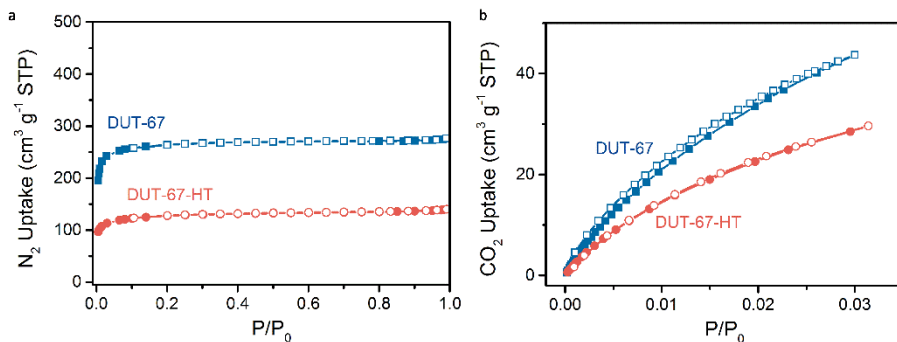 a
500
400
300
200
100
0
N₂ Uptake (cm³ g⁻¹ STP)
DUT-67
DUT-67-HT
0.0 0.2 0.4 0.6 0.8 1.0
P/P₀
b
40
20
0
CO₂ Uptake (cm³ g⁻¹ STP)
DUT-67
DUT-67-HT
0.00 0.01 0.02 0.03
P/P₀